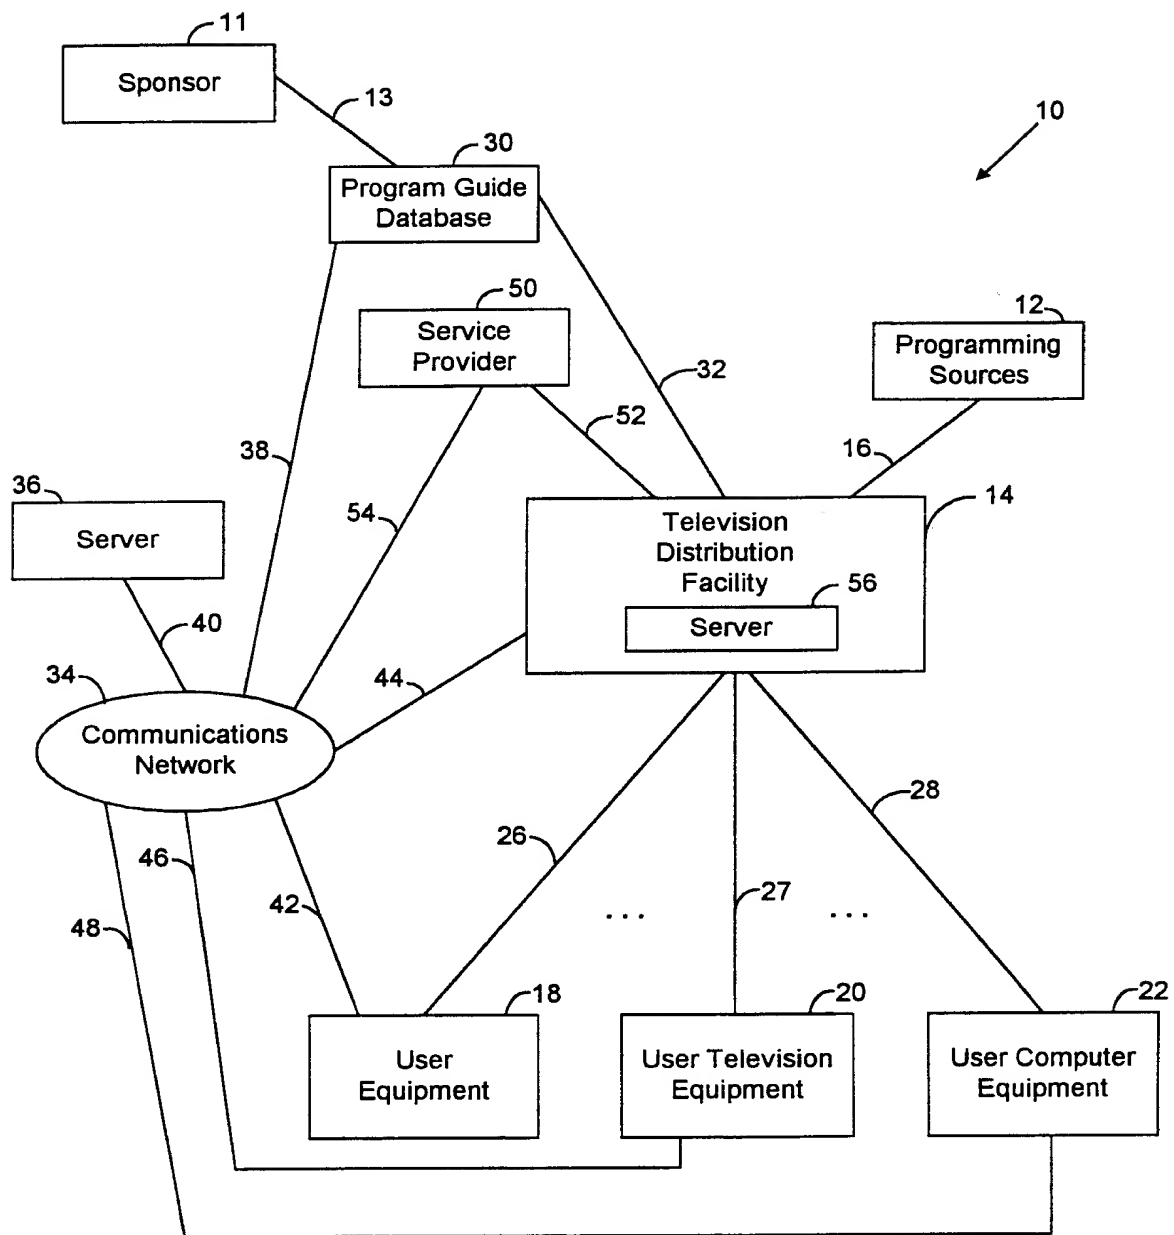 11
Sponsor
13
10
30
Program Guide
Database
50
Service
Provider
12
Programming
Sources
32
52
16
38
36
Server
54
14
Television
Distribution
Facility
56
Server
40
34
44
Communications
Network
28
26
46
42
27
48
... ...
18
User
Equipment
20
User Television
Equipment
22
User Computer
Equipment